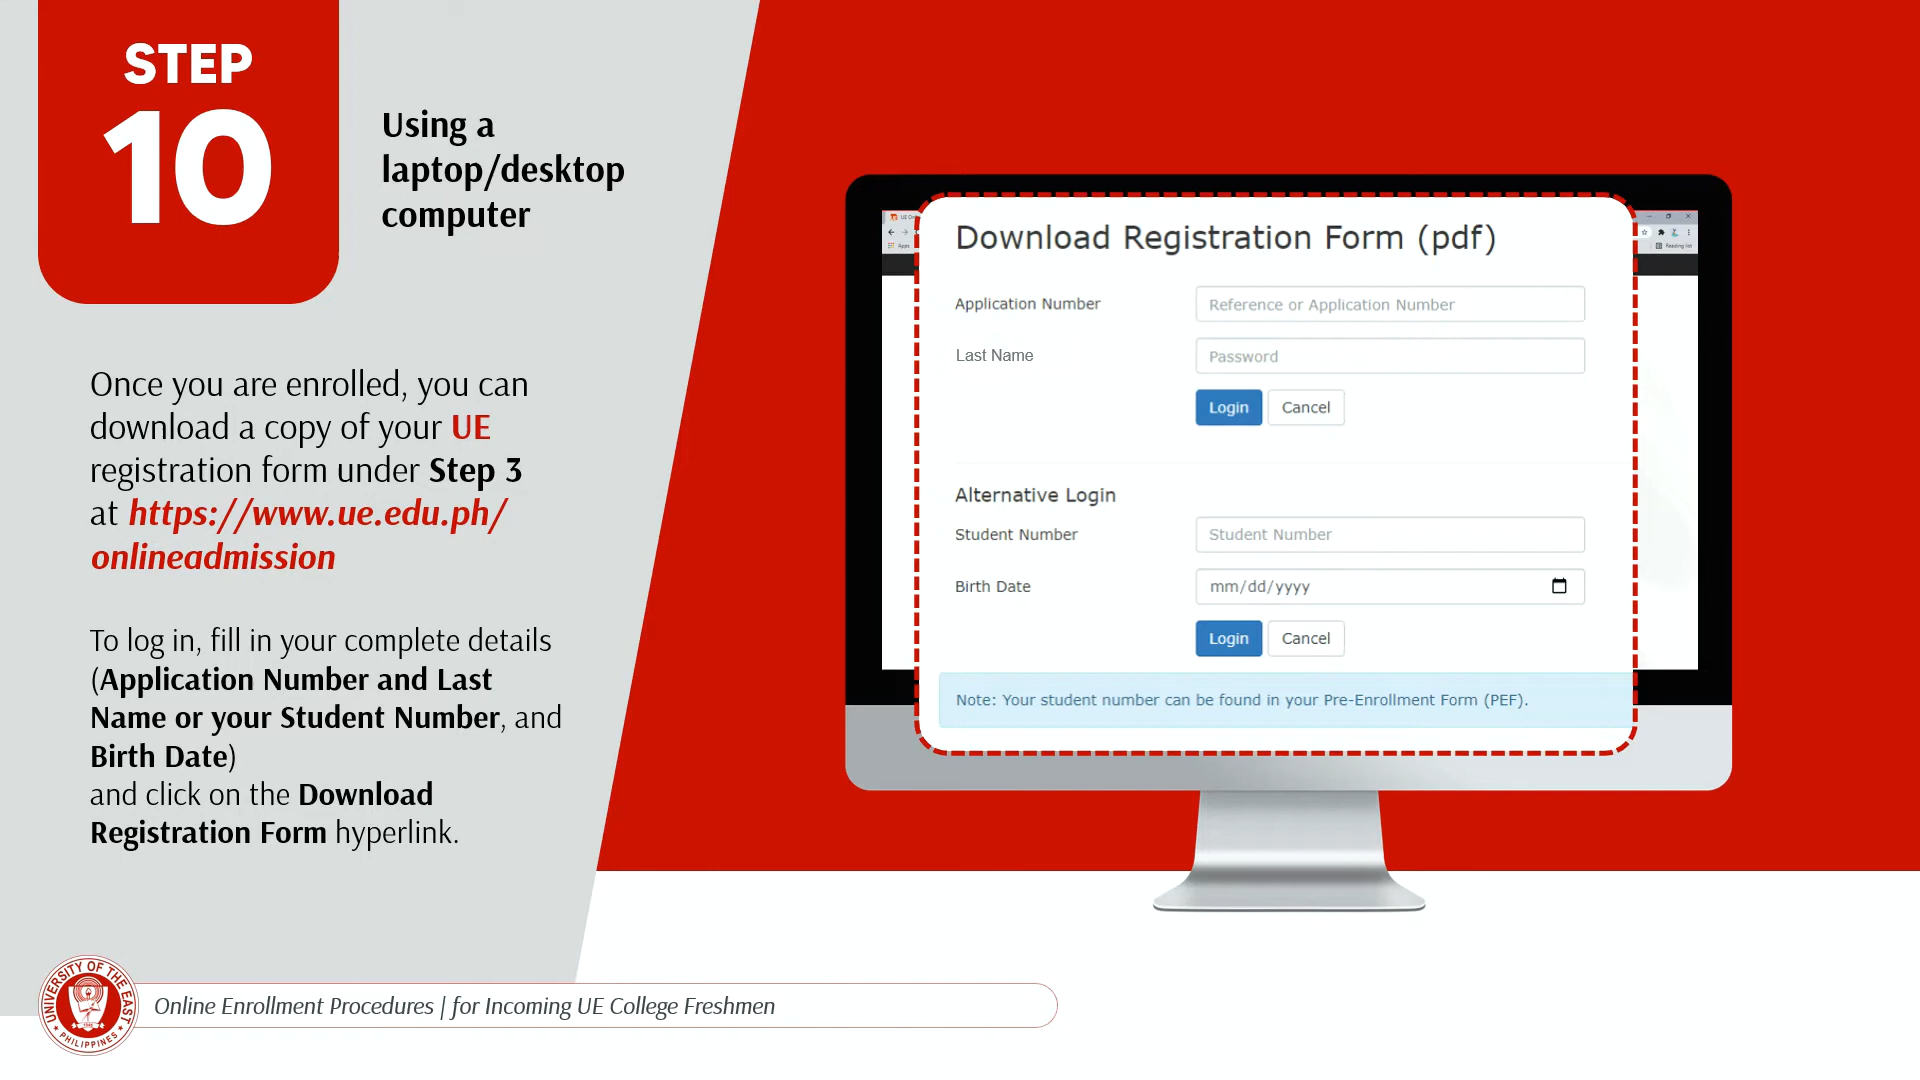 STEP
10
Using a
laptop/desktop
computer
Once you are enrolled, you can
download a copy of your UE
registration form under Step 3
at https://www.ue.edu.ph/
onlineadmission
To log in, fill in your complete details
(Application Number and Last
Name or your Student Number, and
Birth Date)
and click on the Download
Registration Form hyperlink.
Apps
Reading list
Download Registration Form (pdf)
Application Number
Reference or Application Number
Last Name
Password
Login Cancel
Alternative Login
Student Number
Student Number
Birth Date
mm/dd/yyyy
Login Cancel
Note: Your student number can be found in your Pre-Enrollment Form (PEF).
UNIVERSITY OF THE EAST
PHILIPPINES
Online Enrollment Procedures | for Incoming UE College Freshmen